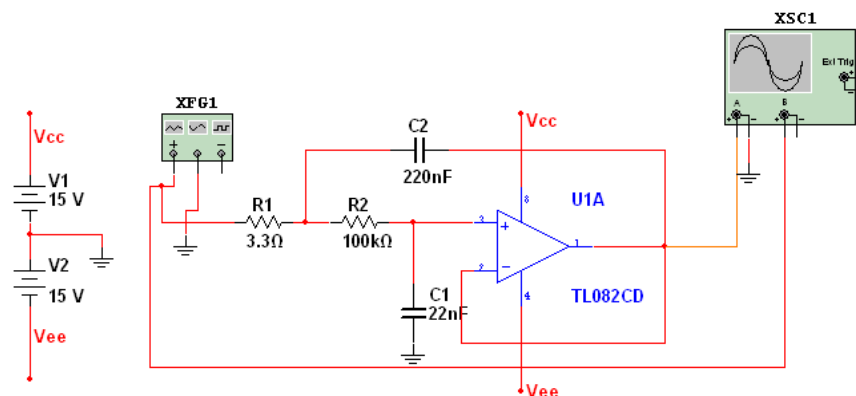 XSC1
Ext Trig
+
-
A
B
+ - + -
XFG1
+ -
Vcc
V1
15 V
V2
15 V
Vee
C2
220nF
Vcc
R1
3.3Ω
R2
100kΩ
C1
22nF
U1A
3
2
8
1
4
+
-
TL082CD
Vee